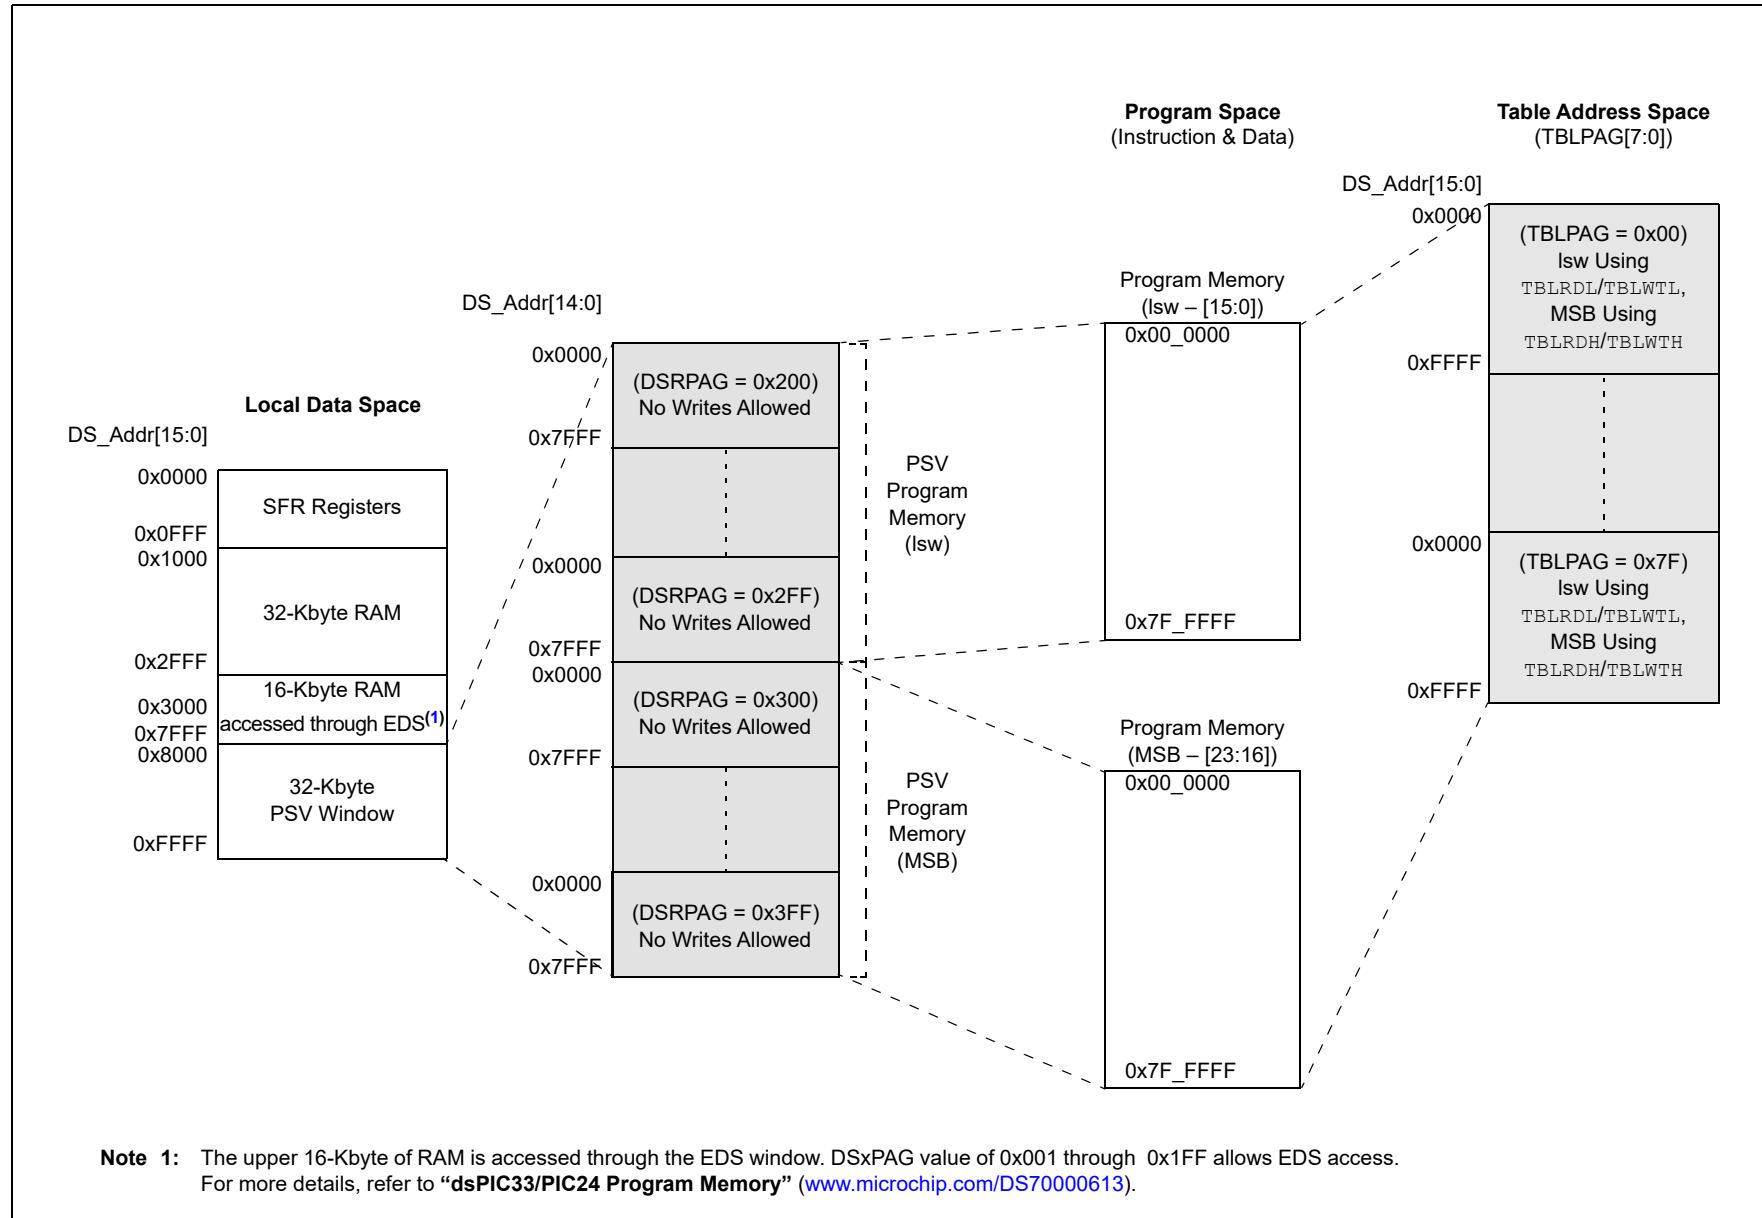 Program Space
(Instruction & Data)
Table Address Space
(TBLPAG[7:0])
DS_Addr[15:0]
0x0000
(TBLPAG = 0x00)
lsw Using
TBLRDL/TBLWTL,
MSB Using
TBLRDH/TBLWTH
0xFFFF
0x0000
(TBLPAG = 0x7F)
lsw Using
TBLRDL/TBLWTL,
MSB Using
TBLRDH/TBLWTH
0xFFFF
Program Memory
(lsw – [15:0])
0x00_0000
0x7F_FFFF
Program Memory
(MSB – [23:16])
0x00_0000
0x7F_FFFF
DS_Addr[14:0]
0x0000
(DSRPAG = 0x200)
No Writes Allowed
0x7FFF
0x0000
(DSRPAG = 0x2FF)
No Writes Allowed
0x7FFF
0x0000
(DSRPAG = 0x300)
No Writes Allowed
0x7FFF
0x0000
(DSRPAG = 0x3FF)
No Writes Allowed
0x7FFF
PSV
Program
Memory
(lsw)
PSV
Program
Memory
(MSB)
Local Data Space
DS_Addr[15:0]
0x0000
SFR Registers
0x0FFF
0x1000
32-Kbyte RAM
0x2FFF
16-Kbyte RAM
0x3000
accessed through EDS(1)
0x7FFF
0x8000
32-Kbyte
PSV Window
0xFFFF
Note 1: The upper 16-Kbyte of RAM is accessed through the EDS window. DSxPAG value of 0x001 through 0x1FF allows EDS access.
For more details, refer to “dsPIC33/PIC24 Program Memory” (www.microchip.com/DS70000613).